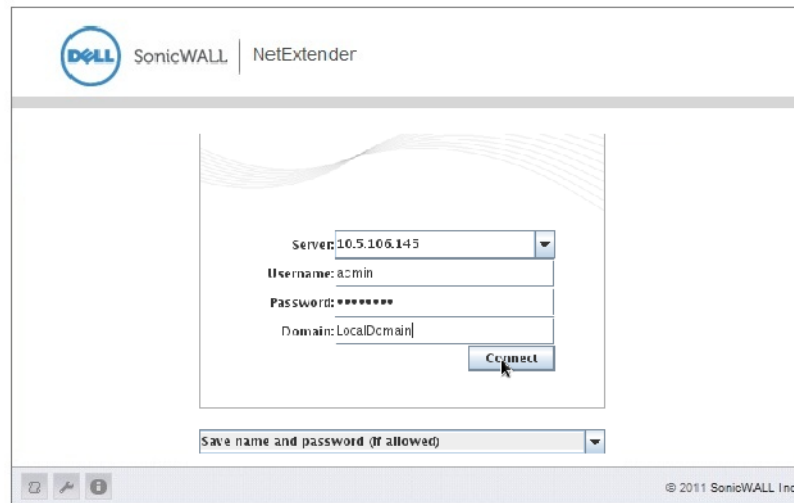 DELL SonicWALL | NetExtender
Server: 10.5.106.145
Username: admin
Password: ••••••••
Domain: LocalDomain
Connect
Save name and password (if allowed)
© 2011 SonicWALL Inc